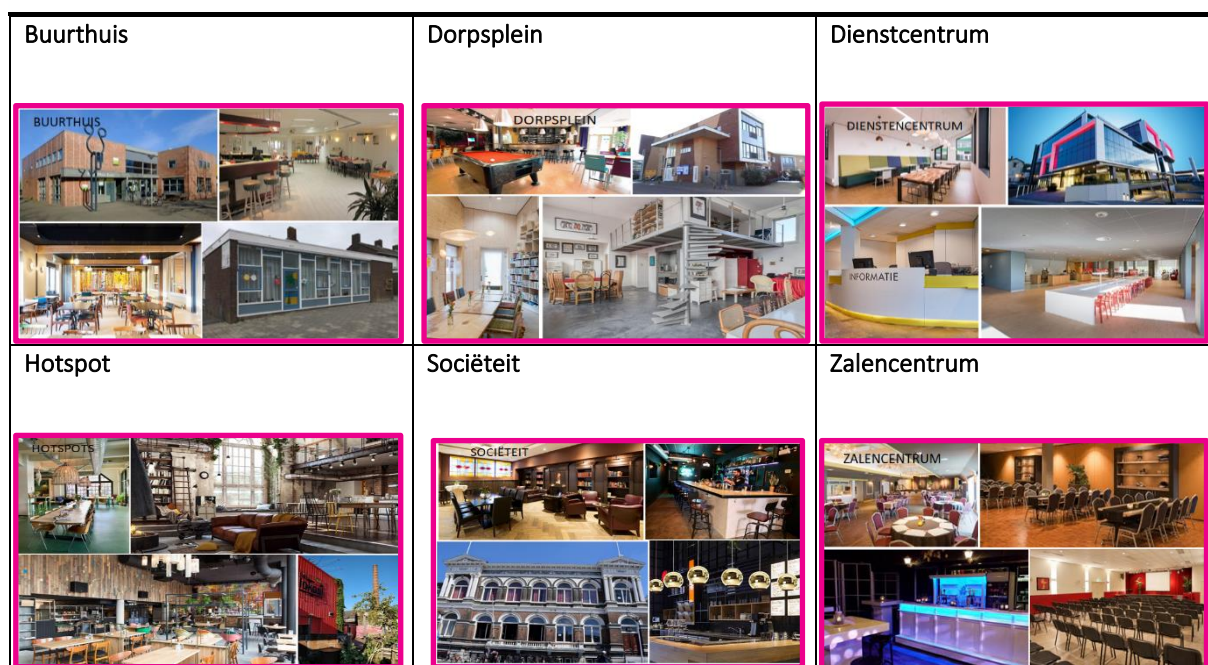 Buurthuis
Dorpsplein
Dienstcentrum
BUURTHUIS
DORPSPLEIN
DIENSTENCENTRUM
INFORMATIE
Hotspot
Sociëteit
Zalencentrum
HOTSPOTS
SOCIËTEIT
ZALENCENTRUM